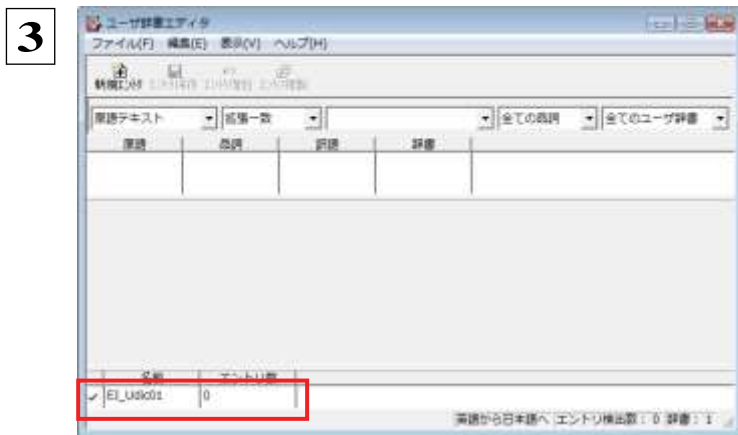 3
ユーザ辞書エディタ
ファイル(F) 編集(E) 表示(V) ヘルプ(H)
新規エントリ
原語テキスト 拡張一致 全ての品詞 全てのユーザ辞書
原語 品詞 訳語 辞書
名前 エントリ数
EJ_Udic01 0
英語から日本語へ エントリ検出数: 0 辞書: 1